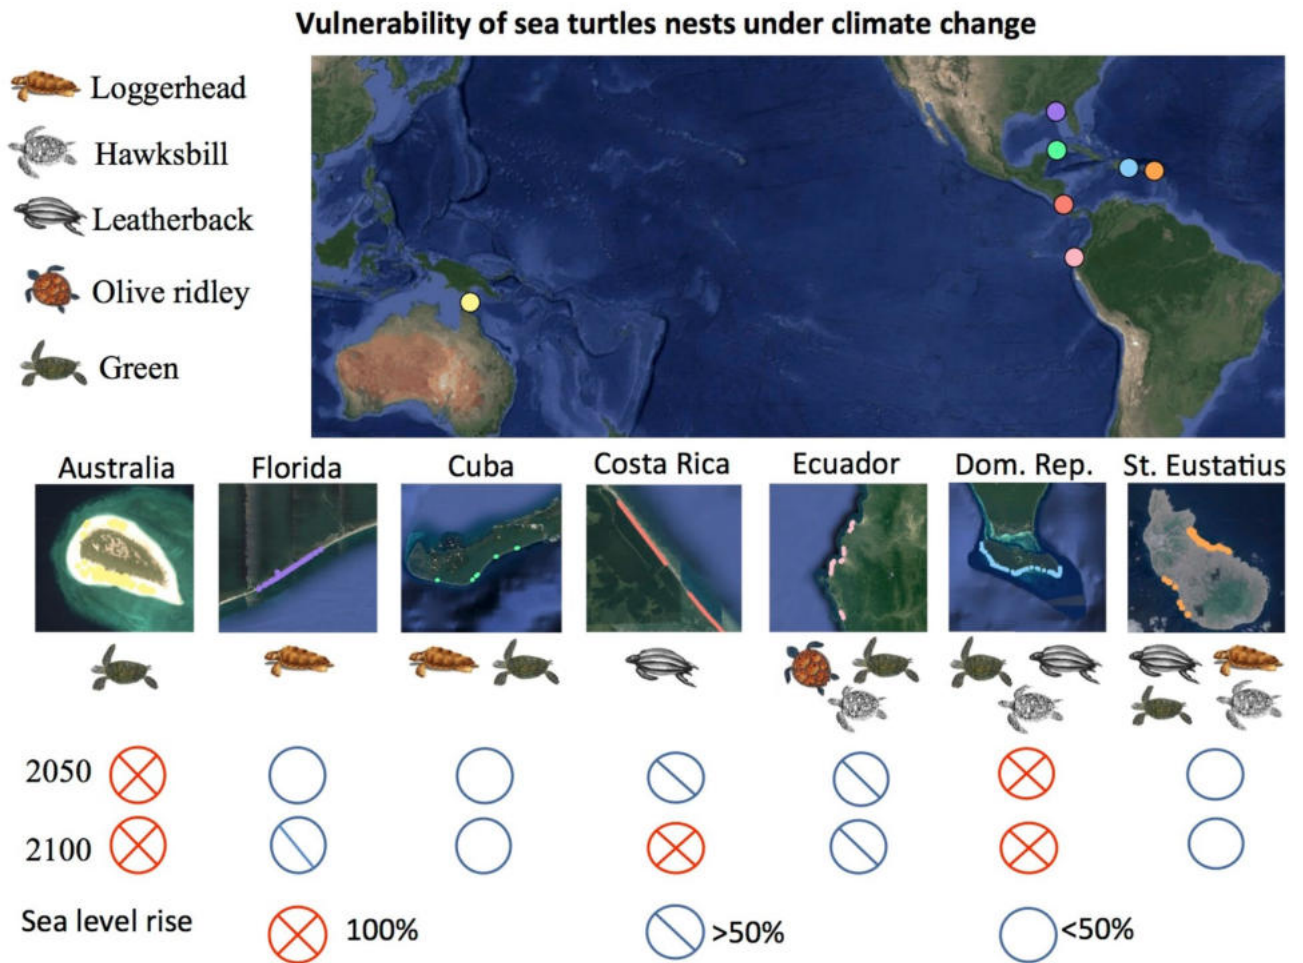 Vulnerability of sea turtles nests under climate change
Loggerhead
Hawksbill
Leatherback
Olive ridley
Green
Australia Florida Cuba Costa Rica Ecuador Dom. Rep. St. Eustatius
2050
2100
Sea level rise 100% >50% <50%